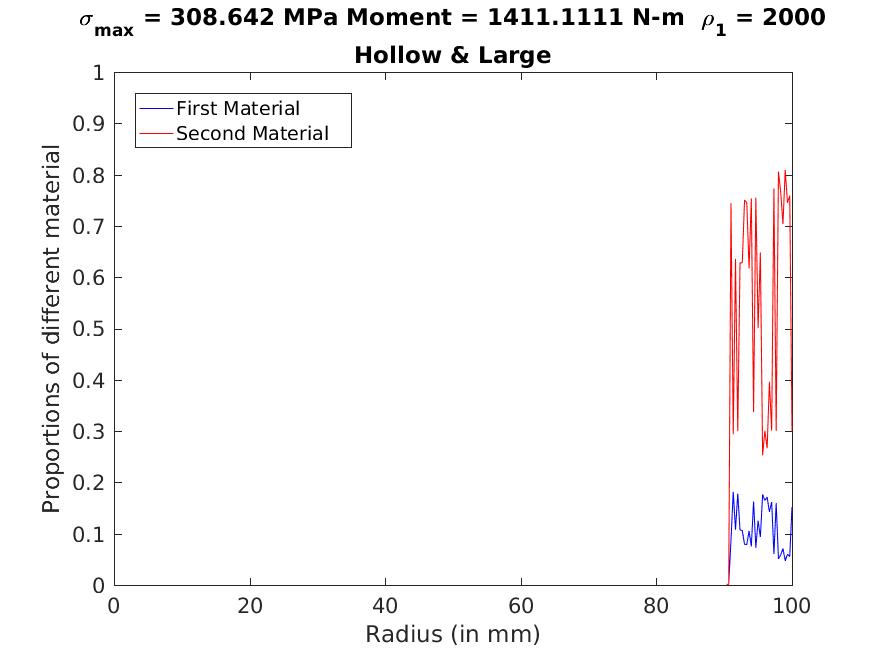 σmax = 308.642 MPa Moment = 1411.1111 N-m ρ1 = 2000
Hollow & Large
First Material
Second Material
1
0.9
0.8
0.7
0.6
0.5
0.4
0.3
0.2
0.1
0
Proportions of different material
0 20 40 60 80 100
Radius (in mm)